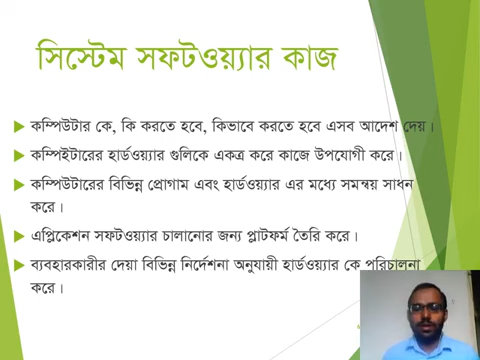 সিস্টেম সফটওয়্যার কাজ
কম্পিউটার কে, কি করতে হবে, কিভাবে করতে হবে এসব আদেশ দেয়।
কম্পিইটারের হার্ডওয়্যার গুলিকে একত্র করে কাজে উপযোগী করে।
কম্পিউটারের বিভিন্ন প্রোগাম এবং হার্ডওয়্যার এর মধ্যে সমন্বয় সাধন
করে।
এপ্লিকেশন সফটওয়্যার চালানোর জন্য প্লাটফর্ম তৈরি করে।
ব্যবহারকারীর দেয়া বিভিন্ন নির্দেশনা অনুযায়ী হার্ডওয়্যার কে পরিচালনা
করে।